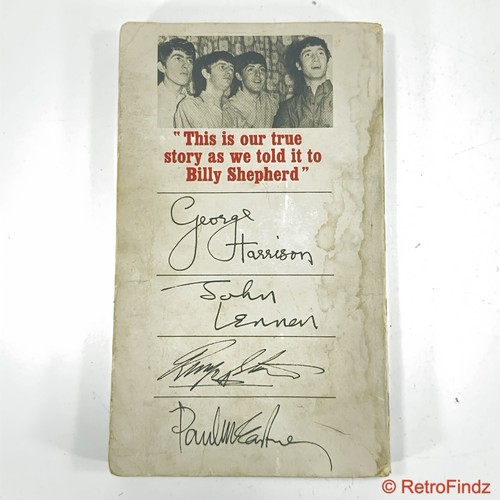 "This is our true
story as we told it to
Billy Shepherd"
George
Harrison
John
Lennen
Ringo Starr
Paul McCartney
© RetroFindz